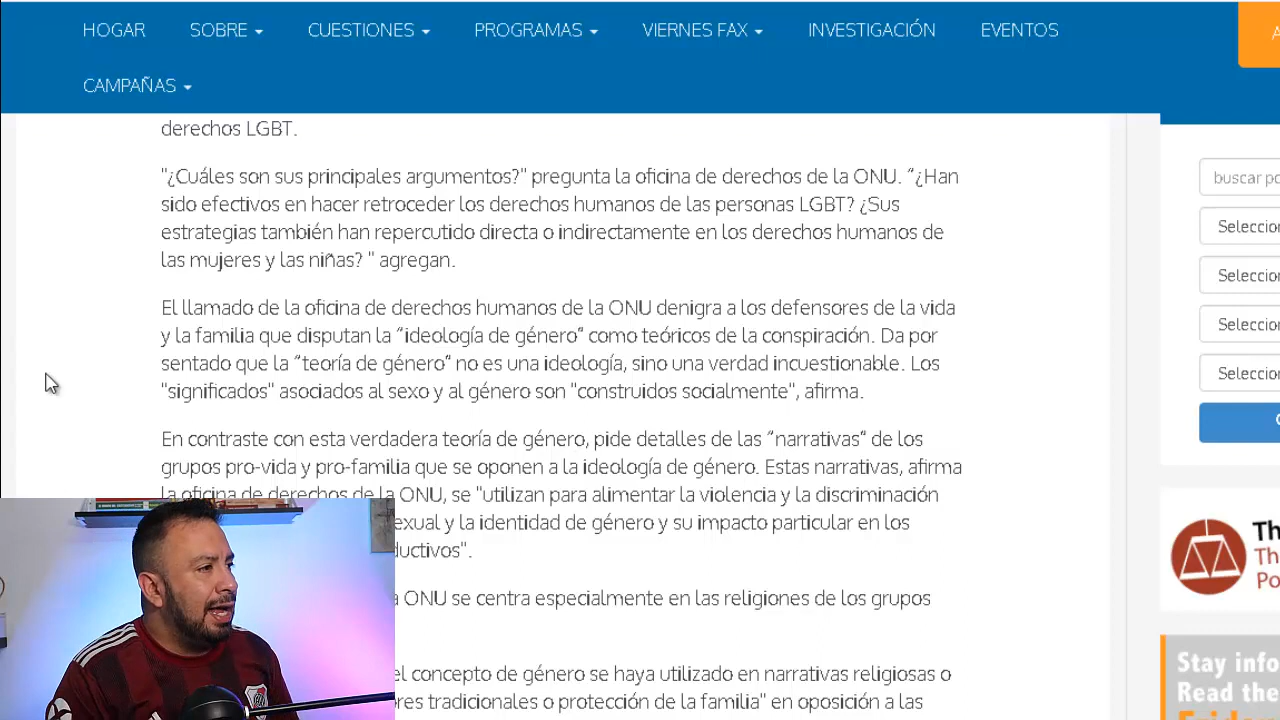 HOGAR SOBRE CUESTIONES PROGRAMAS VIERNES FAX INVESTIGACIÓN EVENTOS
CAMPAÑAS
derechos LGBT.
"¿Cuáles son sus principales argumentos?" pregunta la oficina de derechos de la ONU. “¿Han
sido efectivos en hacer retroceder los derechos humanos de las personas LGBT? ¿Sus
estrategias también han repercutido directa o indirectamente en los derechos humanos de
las mujeres y las niñas? " agregan.
El llamado de la oficina de derechos humanos de la ONU denigra a los defensores de la vida
y la familia que disputan la “ideología de género” como teóricos de la conspiración. Da por
sentado que la “teoría de género” no es una ideología, sino una verdad incuestionable. Los
"significados" asociados al sexo y al género son "construidos socialmente", afirma.
En contraste con esta verdadera teoría de género, pide detalles de las “narrativas” de los
grupos pro-vida y pro-familia que se oponen a la ideología de género. Estas narrativas, afirma
la oficina de derechos de la ONU, se "utilizan para alimentar la violencia y la discriminación
exual y la identidad de género y su impacto particular en los
ductivos".
a ONU se centra especialmente en las religiones de los grupos
el concepto de género se haya utilizado en narrativas religiosas o
res tradicionales o protección de la familia" en oposición a las
buscar po
Seleccion
Seleccion
Seleccion
Seleccion
Th
Th
Po
Stay info
Read the